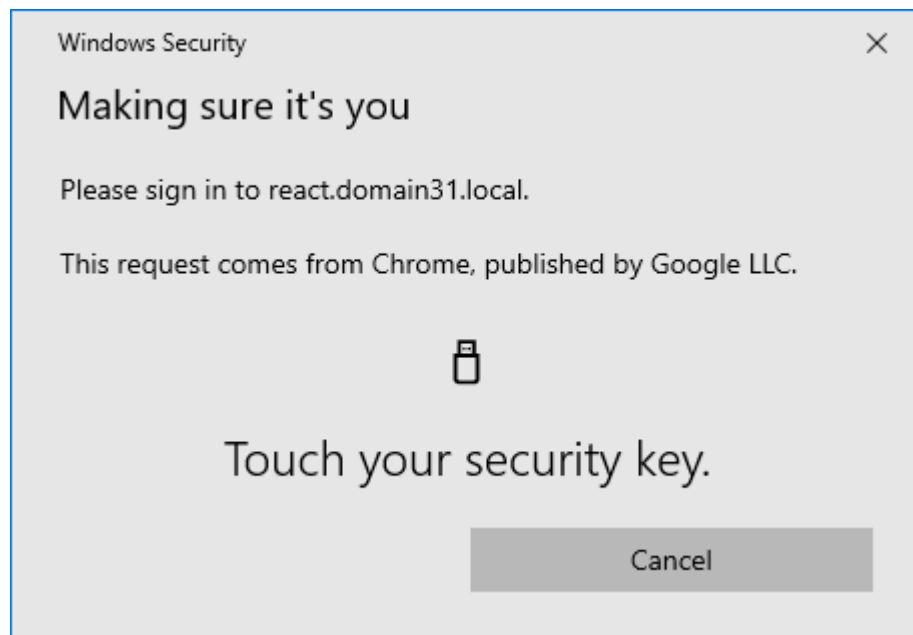 Windows Security
Making sure it's you
Please sign in to react.domain31.local.
This request comes from Chrome, published by Google LLC.
Touch your security key.
Cancel